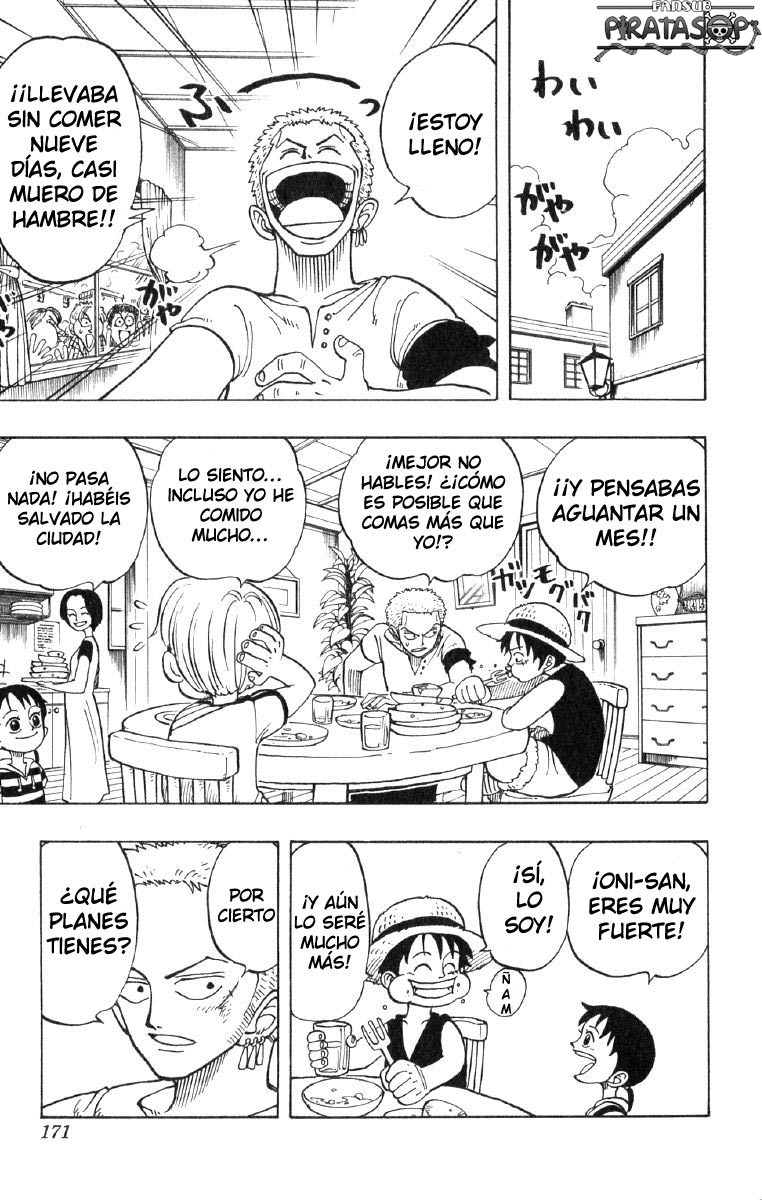 FANSUB
PIRATASOP
わい
わい
がや
がや
¡ESTOY
LLENO!
ふーっ
¡¡LLEVABA
SIN COMER
NUEVE
DÍAS, CASI
MUERO DE
HAMBRE!!
がや
¡¡Y PENSABAS
AGUANTAR UN
MES!!
¡MEJOR NO
HABLES! ¿¡CÓMO
ES POSIBLE QUE
COMAS MÁS QUE
YO!?
ガツモグバク
LO SIENTO...
INCLUSO YO HE
COMIDO
MUCHO...
¡NO PASA
NADA! ¡HABÉIS
SALVADO LA
CIUDAD!
¡ONI-SAN,
ERES MUY
FUERTE!
¡SÍ,
LO
SOY!
ÑAM
¡Y AÚN
LO SERÉ
MUCHO
MÁS!
POR
CIERTO
¿QUÉ
PLANES
TIENES?
171